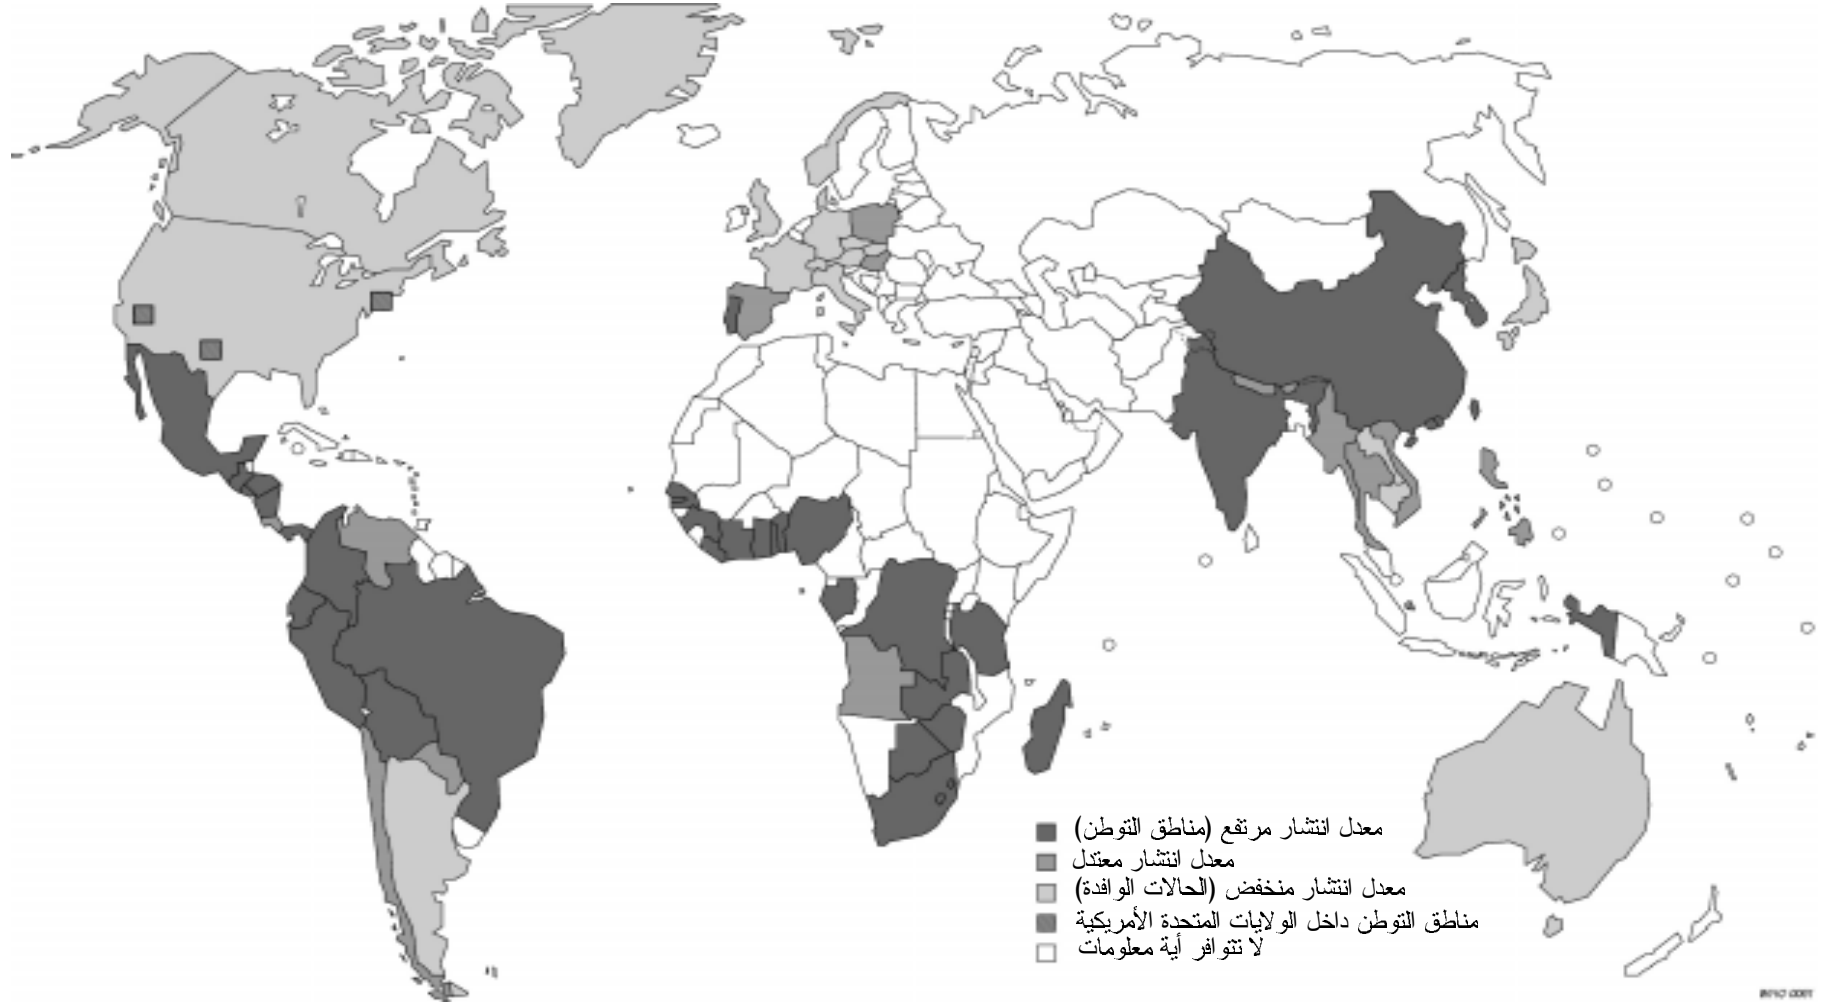 معدل انتشار مرتفع (مناطق التوطن)
معدل انتشار معتدل
معدل انتشار منخفض (الحالات الوافدة)
مناطق التوطن داخل الولايات المتحدة الأمريكية
لا تتوافر أية معلومات